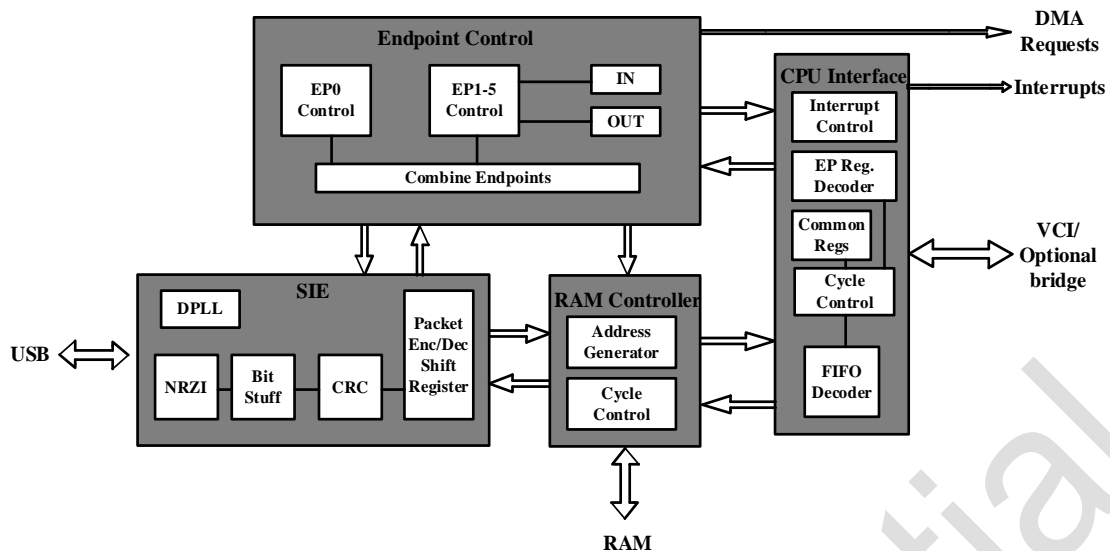 Endpoint Control
DMA
Requests
EP0
Control
EP1-5
Control
IN
OUT
Combine Endpoints
CPU Interface
Interrupts
Interrupt
Control
EP Reg.
Decoder
Common
Regs
Cycle
Control
FIFO
Decoder
VCI/
Optional
bridge
SIE
DPLL
USB
NRZI
Bit
Stuff
CRC
Packet
Enc/Dec
Shift
Register
RAM Controller
Address
Generator
Cycle
Control
RAM
tial